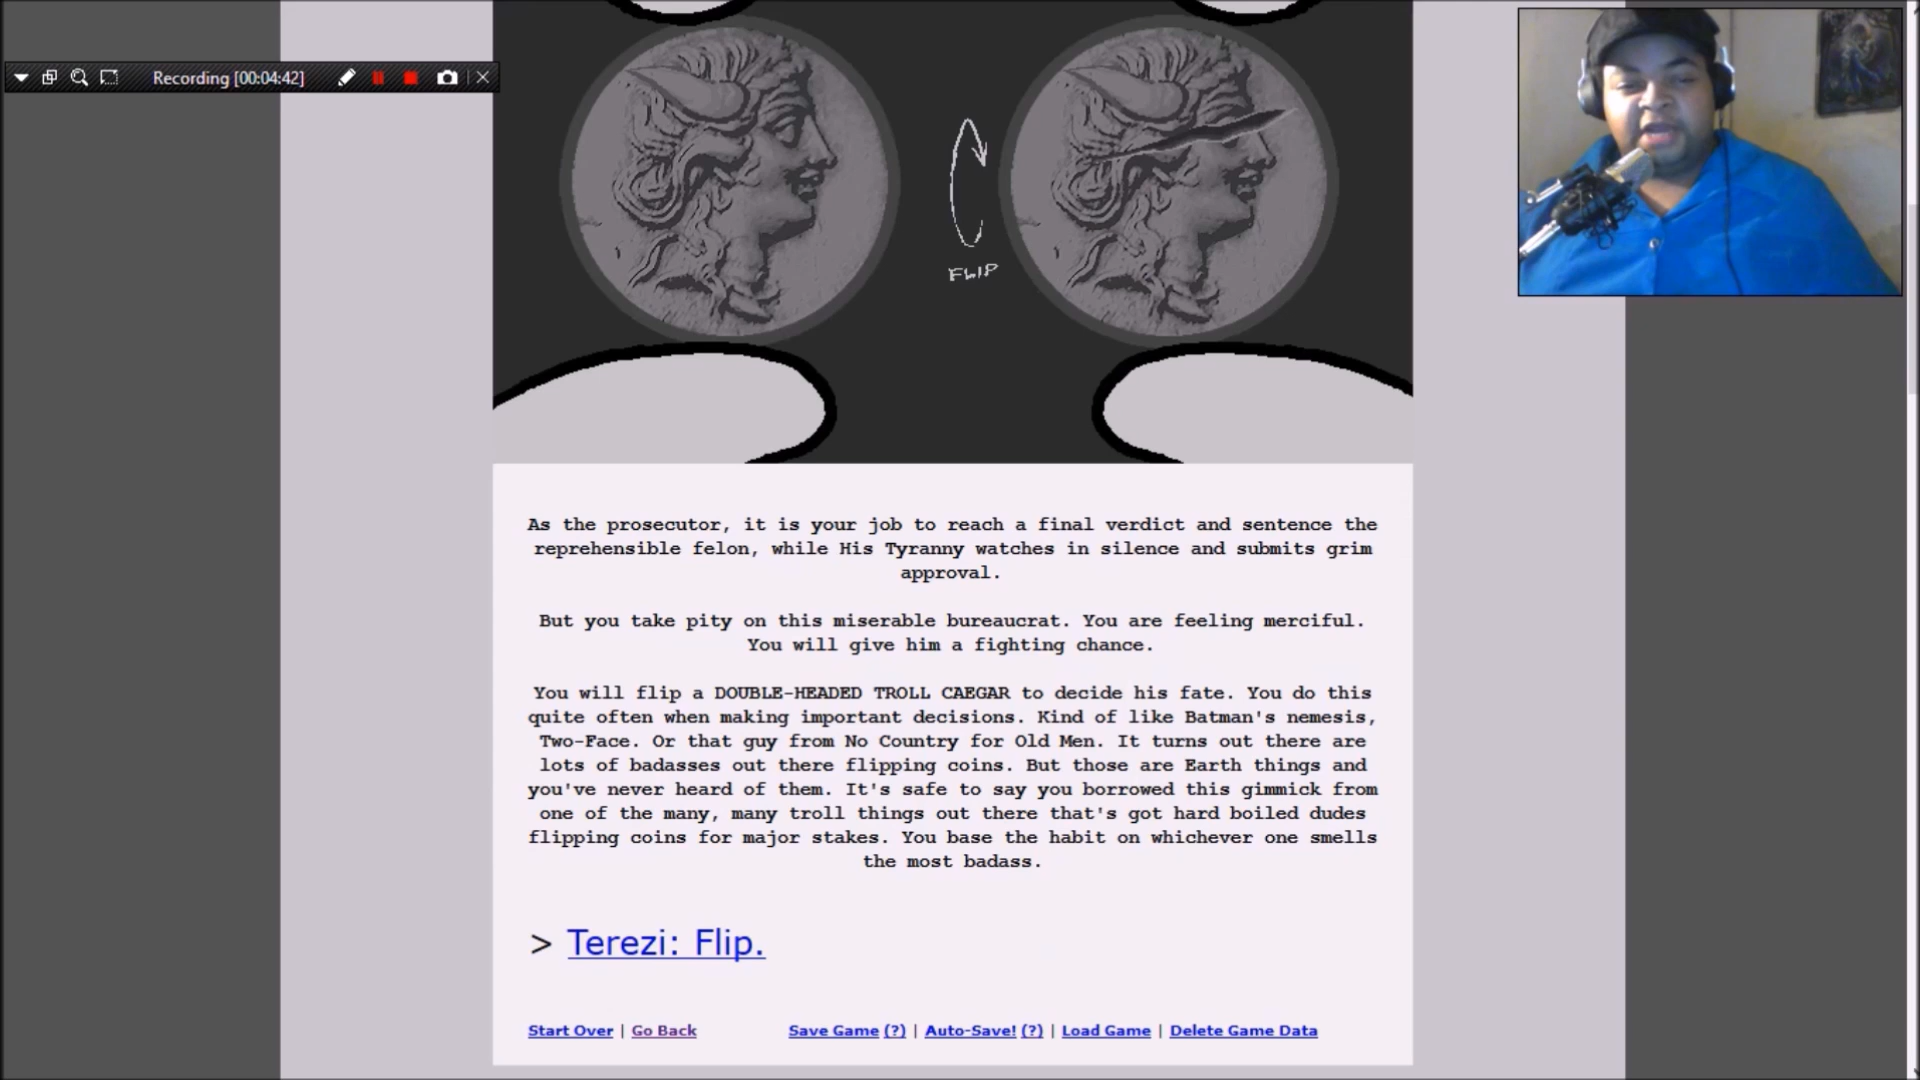 Recording [00:04:42]
FLIP
As the prosecutor, it is your job to reach a final verdict and sentence the
reprehensible felon, while His Tyranny watches in silence and submits grim
approval.
But you take pity on this miserable bureaucrat. You are feeling merciful.
You will give him a fighting chance.
You will flip a DOUBLE-HEADED TROLL CAEGAR to decide his fate. You do this
quite often when making important decisions. Kind of like Batman's nemesis,
Two-Face. Or that guy from No Country for Old Men. It turns out there are
lots of badasses out there flipping coins. But those are Earth things and
you've never heard of them. It's safe to say you borrowed this gimmick from
one of the many, many troll things out there that's got hard boiled dudes
flipping coins for major stakes. You base the habit on whichever one smells
the most badass.
> Terezi: Flip.
Start Over | Go Back Save Game (?) | Auto-Save! (?) | Load Game | Delete Game Data